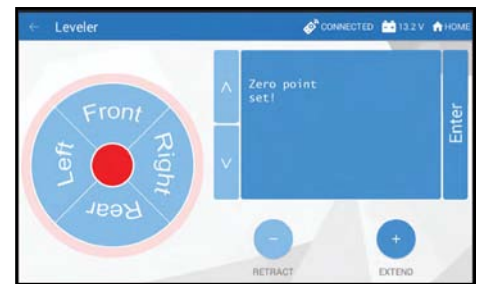 ← Leveler
CONNECTED 13.2 V HOME
Front
Left
Right
Rear
Zero point
set!
Enter
- +
RETRACT EXTEND